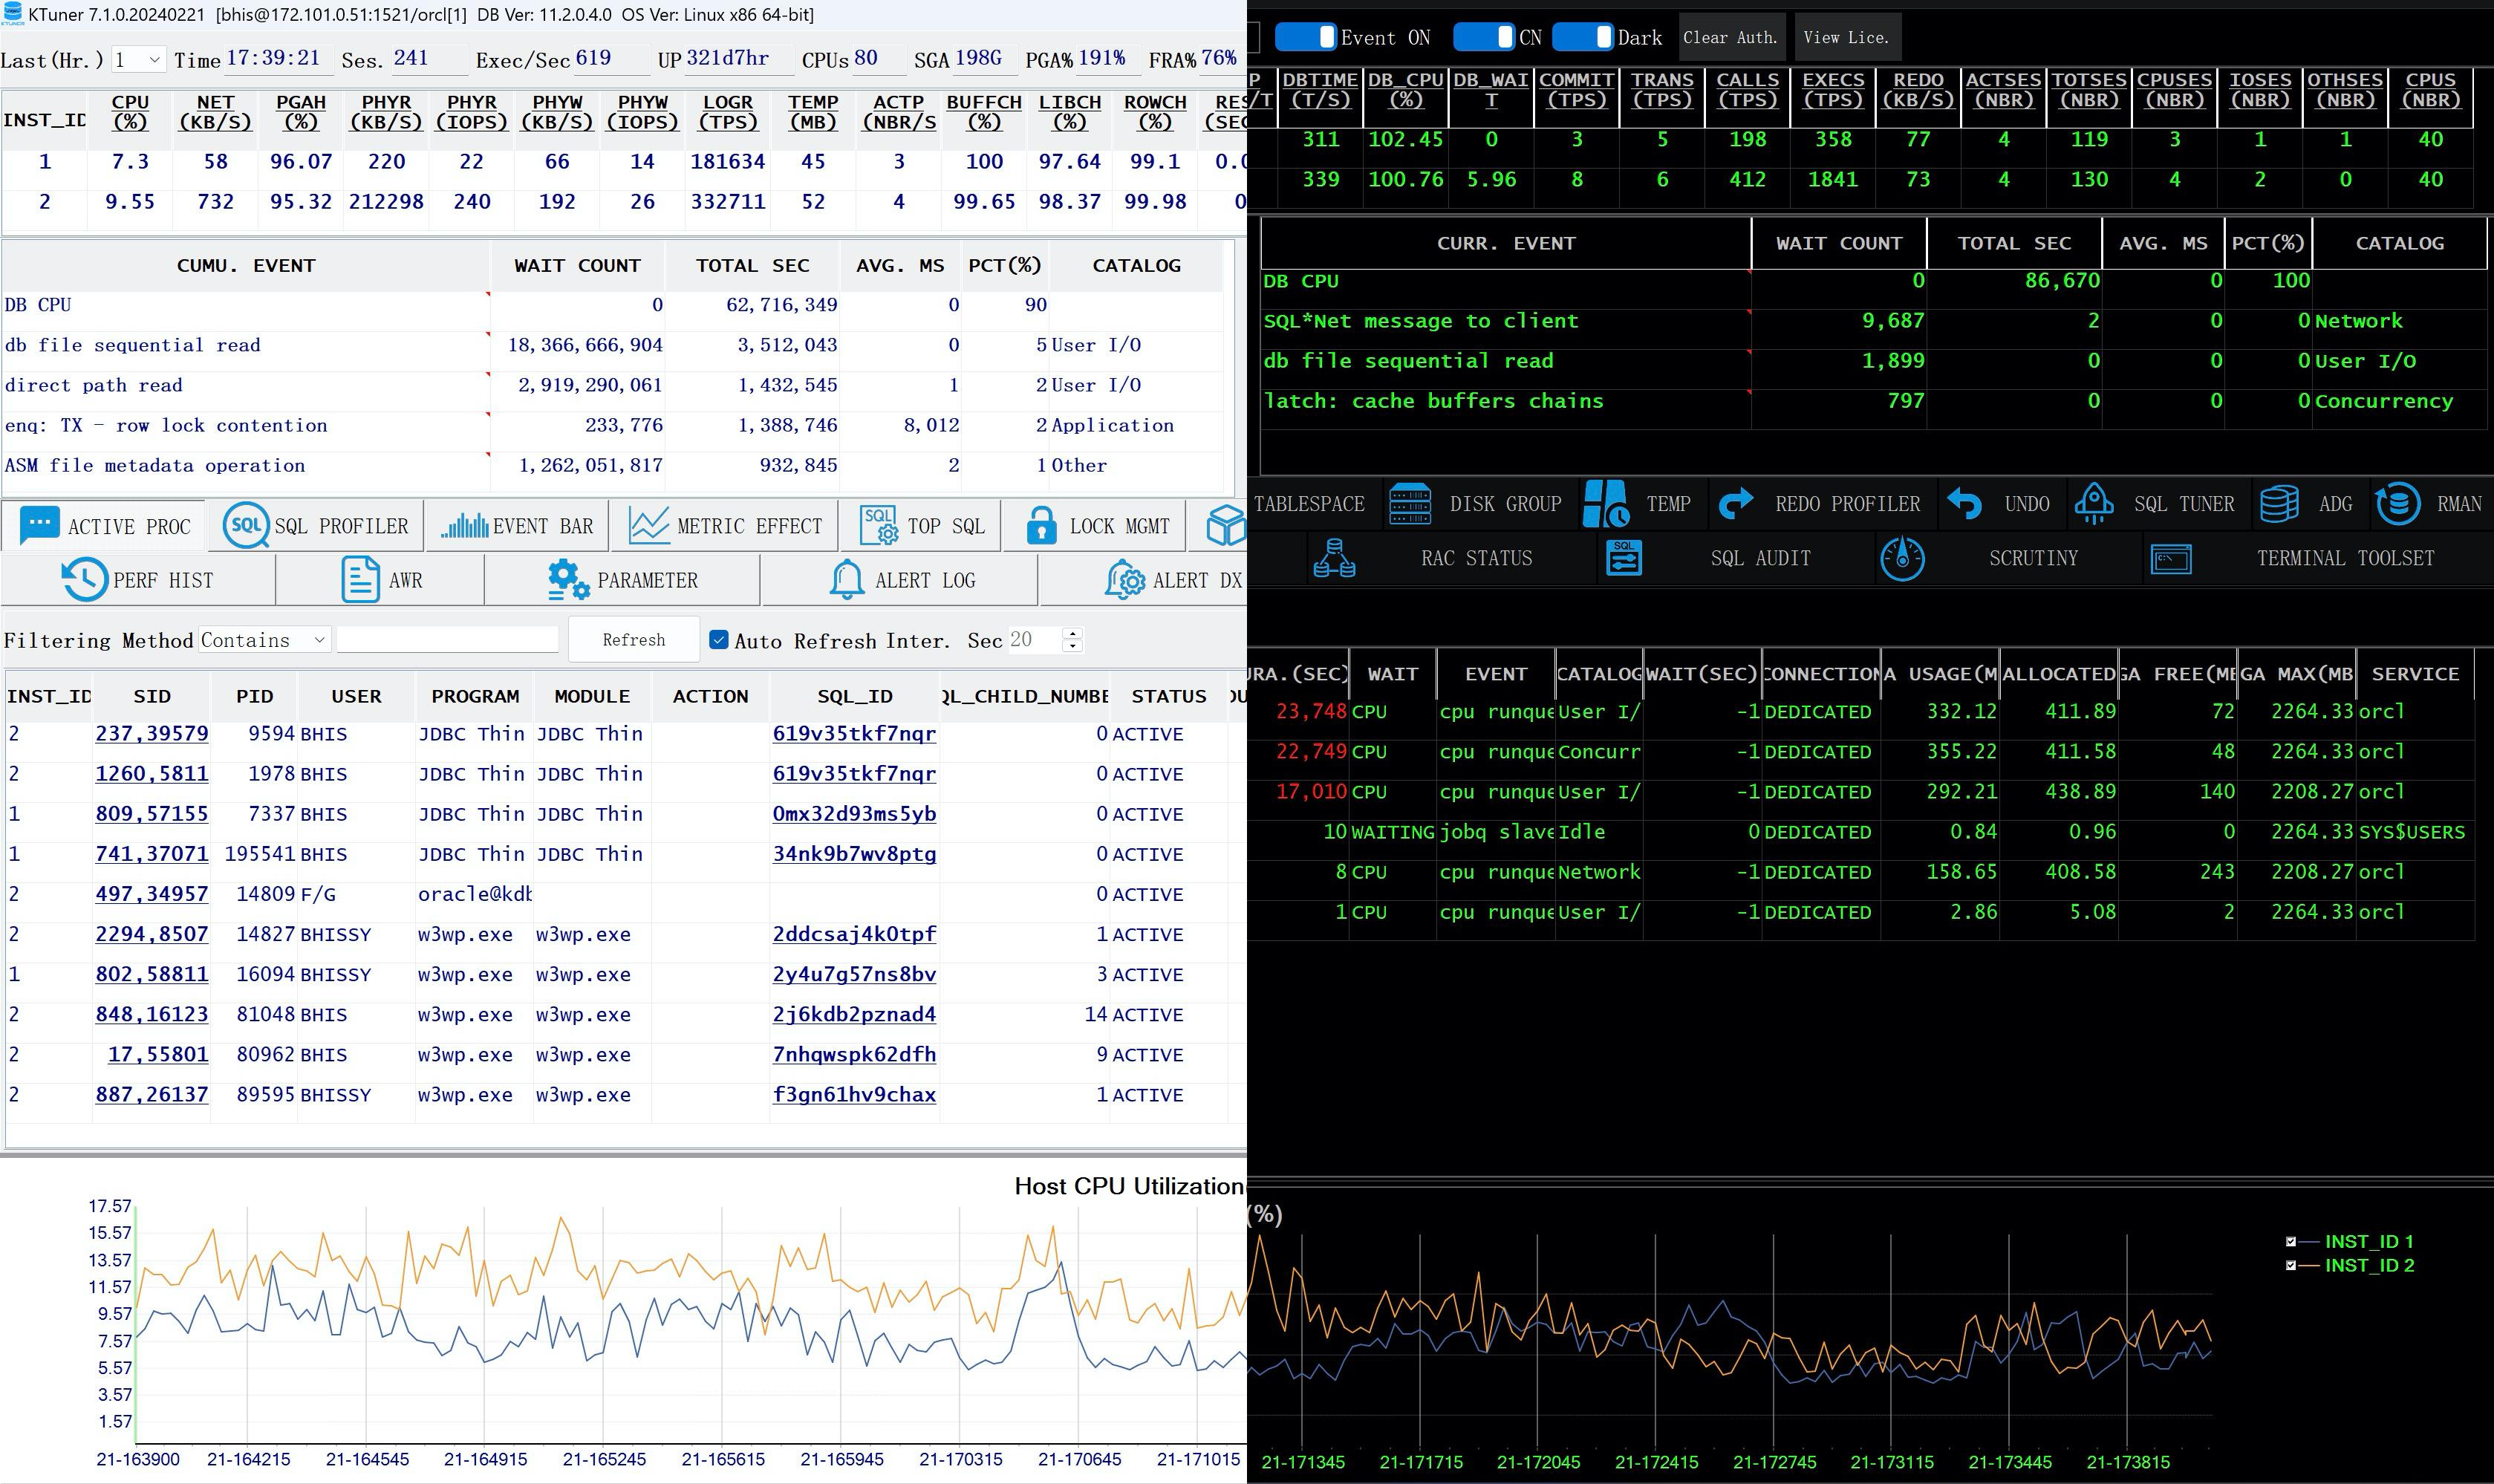 KTuner 7.1.0.20240221 [bhis@172.101.0.51:1521/orcl[1] DB Ver: 11.2.0.4.0 OS Ver: Linux x86 64-bit]
Last(Hr.) 1 Time 17:39:21 Ses. 241 Exec/Sec 619 UP 321d7hr CPUs 80 SGA 198G PGA% 191% FRA% 76%
INST_ID CPU (%) NET (KB/S) PGAH (%) PHYR (KB/S) PHYR (IOPS) PHYW (KB/S) PHYW (IOPS) LOGR (TPS) TEMP (MB) ACTP (NBR/S BUFFCH (%) LIBCH (%) ROWCH (%) RES (SEC
1 7.3 58 96.07 220 22 66 14 181634 45 3 100 97.64 99.1 0.0
2 9.55 732 95.32 212298 240 192 26 332711 52 4 99.65 98.37 99.98 0
CUMU. EVENT WAIT COUNT TOTAL SEC AVG. MS PCT(%) CATALOG
DB CPU 0 62,716,349 0 90
db file sequential read 18,366,666,904 3,512,043 0 5 User I/O
direct path read 2,919,290,061 1,432,545 1 2 User I/O
enq: TX - row lock contention 233,776 1,388,746 8,012 2 Application
ASM file metadata operation 1,262,051,817 932,845 2 1 Other
ACTIVE PROC SQL SQL PROFILER EVENT BAR METRIC EFFECT SQL TOP SQL LOCK MGMT
PERF HIST AWR PARAMETER ALERT LOG ALERT DX
Filtering Method Contains Refresh Auto Refresh Inter. Sec 20
INST_ID SID PID USER PROGRAM MODULE ACTION SQL_ID QL_CHILD_NUMBE STATUS DU
2 237,39579 9594 BHIS JDBC Thin JDBC Thin 619v35tkf7nqr 0 ACTIVE
2 1260,5811 1978 BHIS JDBC Thin JDBC Thin 619v35tkf7nqr 0 ACTIVE
1 809,57155 7337 BHIS JDBC Thin JDBC Thin 0mx32d93ms5yb 0 ACTIVE
1 741,37071 195541 BHIS JDBC Thin JDBC Thin 34nk9b7wv8ptg 0 ACTIVE
2 497,34957 14809 F/G oracle@kdb 0 ACTIVE
2 2294,8507 14827 BHISSY w3wp.exe w3wp.exe 2ddcsaj4k0tpf 1 ACTIVE
1 802,58811 16094 BHISSY w3wp.exe w3wp.exe 2y4u7g57ns8bv 3 ACTIVE
2 848,16123 81048 BHIS w3wp.exe w3wp.exe 2j6kdb2pznad4 14 ACTIVE
2 17,55801 80962 BHIS w3wp.exe w3wp.exe 7nhqwspk62dfh 9 ACTIVE
2 887,26137 89595 BHISSY w3wp.exe w3wp.exe f3gn61hv9chax 1 ACTIVE
Host CPU Utilization
17.57
15.57
13.57
11.57
9.57
7.57
5.57
3.57
1.57
21-163900 21-164215 21-164545 21-164915 21-165245 21-165615 21-165945 21-170315 21-170645 21-171015
Event ON CN Dark Clear Auth. View Lice.
P /T DBTIME (T/S) DB_CPU (%) DB_WAI T COMMIT (TPS) TRANS (TPS) CALLS (TPS) EXECS (TPS) REDO (KB/S) ACTSES (NBR) TOTSES (NBR) CPUSES (NBR) IOSES (NBR) OTHSES (NBR) CPUS (NBR)
311 102.45 0 3 5 198 358 77 4 119 3 1 1 40
339 100.76 5.96 8 6 412 1841 73 4 130 4 2 0 40
CURR. EVENT WAIT COUNT TOTAL SEC AVG. MS PCT(%) CATALOG
DB CPU 0 86,670 0 100
SQL*Net message to client 9,687 2 0 0 Network
db file sequential read 1,899 0 0 0 User I/O
latch: cache buffers chains 797 0 0 0 Concurrency
TABLESPACE DISK GROUP TEMP REDO PROFILER UNDO SQL TUNER ADG RMAN
RAC STATUS SQL SQL AUDIT SCRUTINY C:\ TERMINAL TOOLSET
URA.(SEC) WAIT EVENT CATALOG WAIT(SEC) CONNECTION A USAGE(M ALLOCATED GA FREE(ME GA MAX(MB SERVICE
23,748 CPU cpu runque User I/ -1 DEDICATED 332.12 411.89 72 2264.33 orcl
22,749 CPU cpu runque Concurr -1 DEDICATED 355.22 411.58 48 2264.33 orcl
17,010 CPU cpu runque User I/ -1 DEDICATED 292.21 438.89 140 2208.27 orcl
10 WAITING jobq slave Idle 0 DEDICATED 0.84 0.96 0 2264.33 SYS$USERS
8 CPU cpu runque Network -1 DEDICATED 158.65 408.58 243 2208.27 orcl
1 CPU cpu runque User I/ -1 DEDICATED 2.86 5.08 2 2264.33 orcl
(%)
INST_ID 1
INST_ID 2
21-171345 21-171715 21-172045 21-172415 21-172745 21-173115 21-173445 21-173815